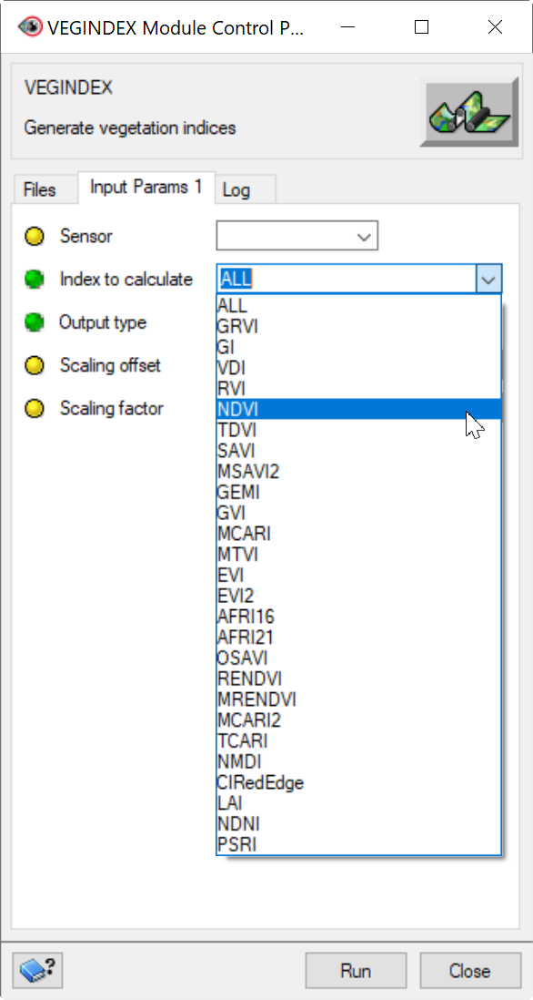 VEGINDEX Module Control P...
VEGINDEX
Generate vegetation indices
Files
Input Params 1
Log
Sensor
Index to calculate
ALL
Output type
Scaling offset
Scaling factor
ALL
GRVI
GI
VDI
RVI
NDVI
TDVI
SAVI
MSAVI2
GEMI
GVI
MCARI
MTVI
EVI
EVI2
AFRI16
AFRI21
OSAVI
RENDVI
MRENDVI
MCARI2
TCARI
NMDI
CIRedEdge
LAI
NDNI
PSRI
?
Run
Close